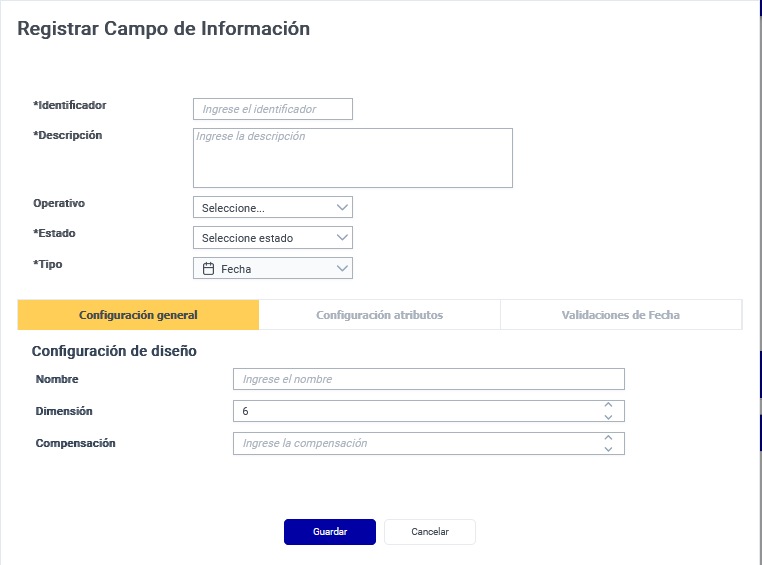 Registrar Campo de Información
*Identificador
Ingrese el identificador
*Descripción
Ingrese la descripción
Operativo
Seleccione...
*Estado
Seleccione estado
*Tipo
Fecha
Configuración general
Configuración atributos
Validaciones de Fecha
Configuración de diseño
Nombre
Ingrese el nombre
Dimensión
6
Compensación
Ingrese la compensación
Guardar
Cancelar